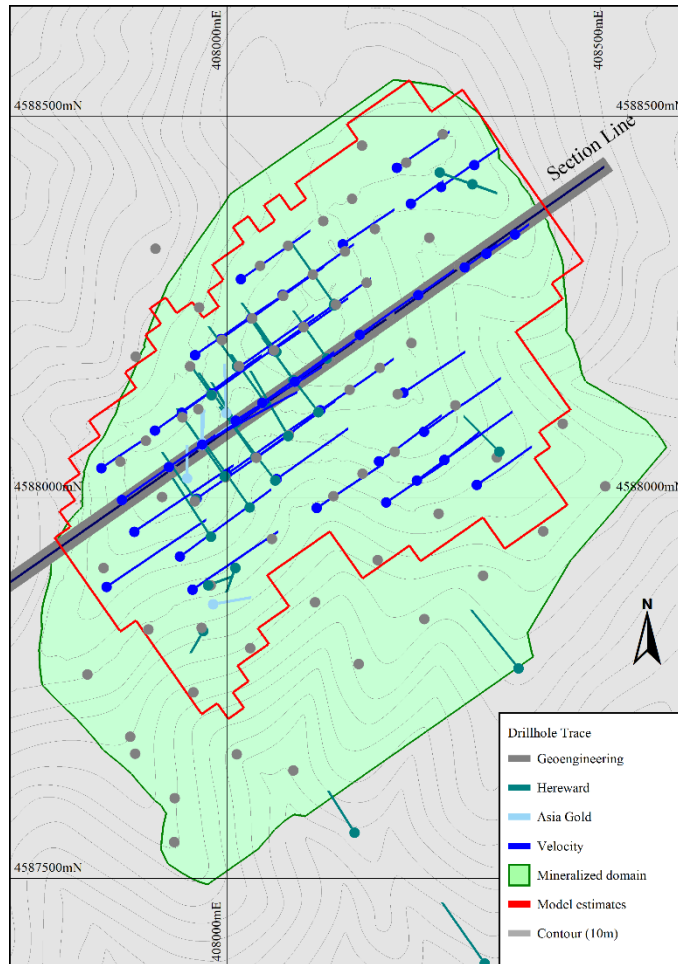 408000mE
408500mE
4588500mN
4588500mN
Section Line
4588000mN
4588000mN
N
Drillhole Trace
Geoengineering
Hereward
Asia Gold
Velocity
Mineralized domain
Model estimates
Contour (10m)
4587500mN
408000mE